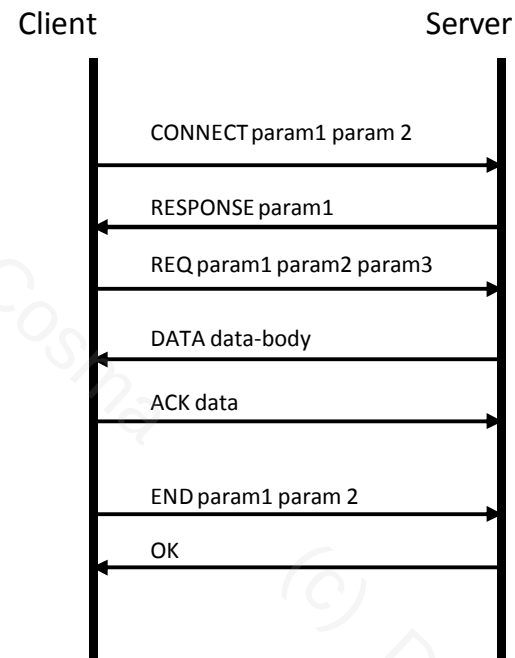 Client
Server
CONNECT param1 param 2
RESPONSE param1
REQ param1 param2 param3
DATA data-body
ACK data
END param1 param 2
OK
Cosma
(c) D